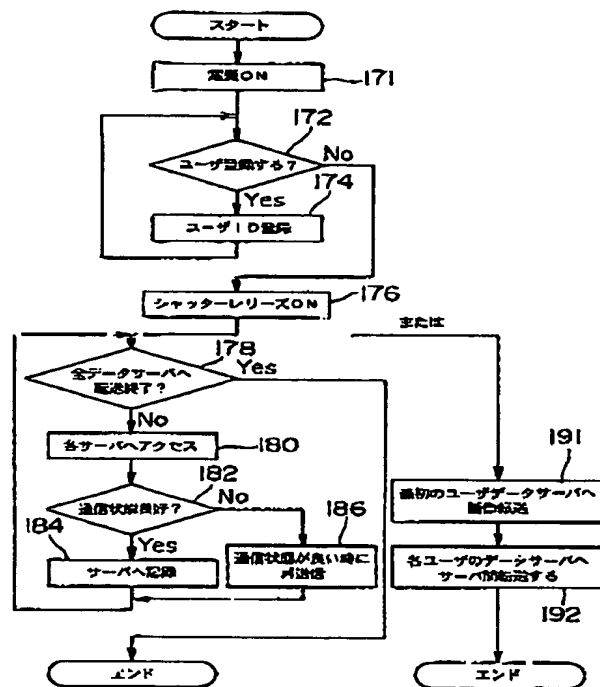 スタート
電源ON
171
172
ユーザ登録する?
No
Yes
174
ユーザID登録
シャッターレリーズON
176
または
178
全データサーバへ
転送終了?
Yes
No
各サーバへアクセス
180
182
通信状態良好?
No
184
Yes
サーバへ記録
186
通信状態が良い時に
再送信
191
最初のユーザデータサーバへ
画像転送
各ユーザのデータサーバへ
サーバ間転送する
192
エンド
エンド